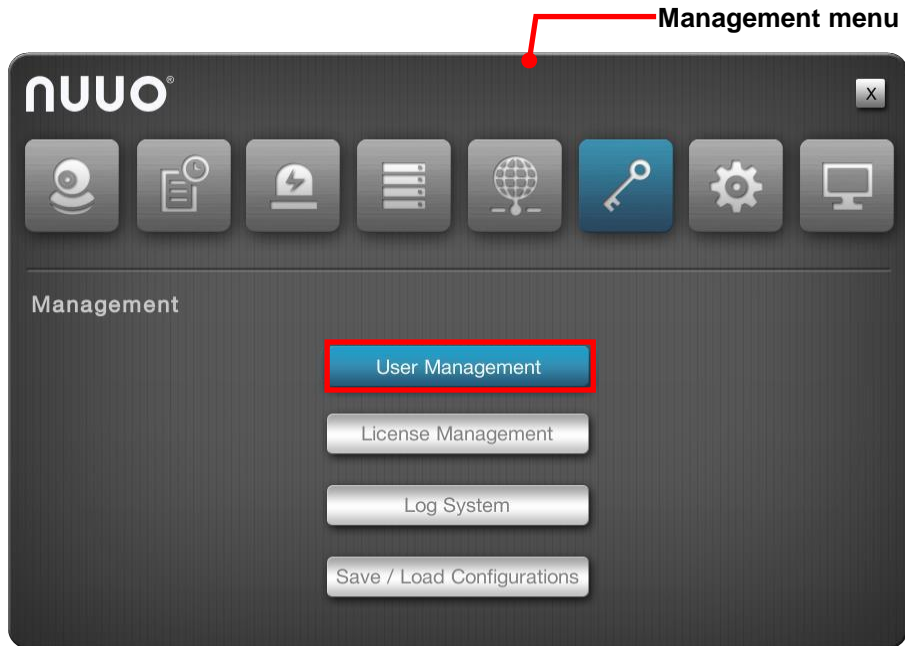 Management menu
nuuo®
X
Management
User Management
License Management
Log System
Save / Load Configurations